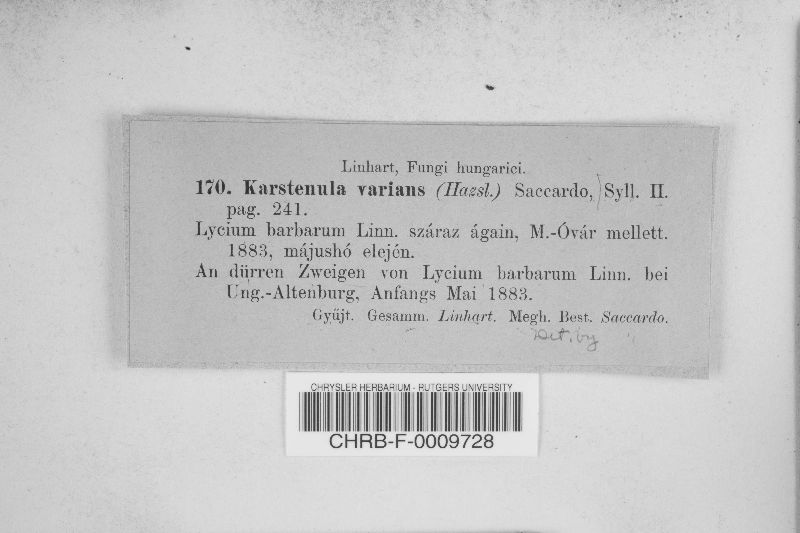 Linhart, Fungi hungarici.
170. Karstenula varians (Hazsl.) Saccardo, Syll. II.
pag. 241.
Lycium barbarum Linn. száraz ágain, M.-Óvár mellett.
1883, májushó elején.
An dürren Zweigen von Lycium barbarum Linn. bei
Ung.-Altenburg, Anfangs Mai 1883.
Gyűjt. Gesamm. Linhart. Megh. Best. Saccardo.
Det. by "
CHRYSLER HERBARIUM - RUTGERS UNIVERSITY
CHRB-F-0009728